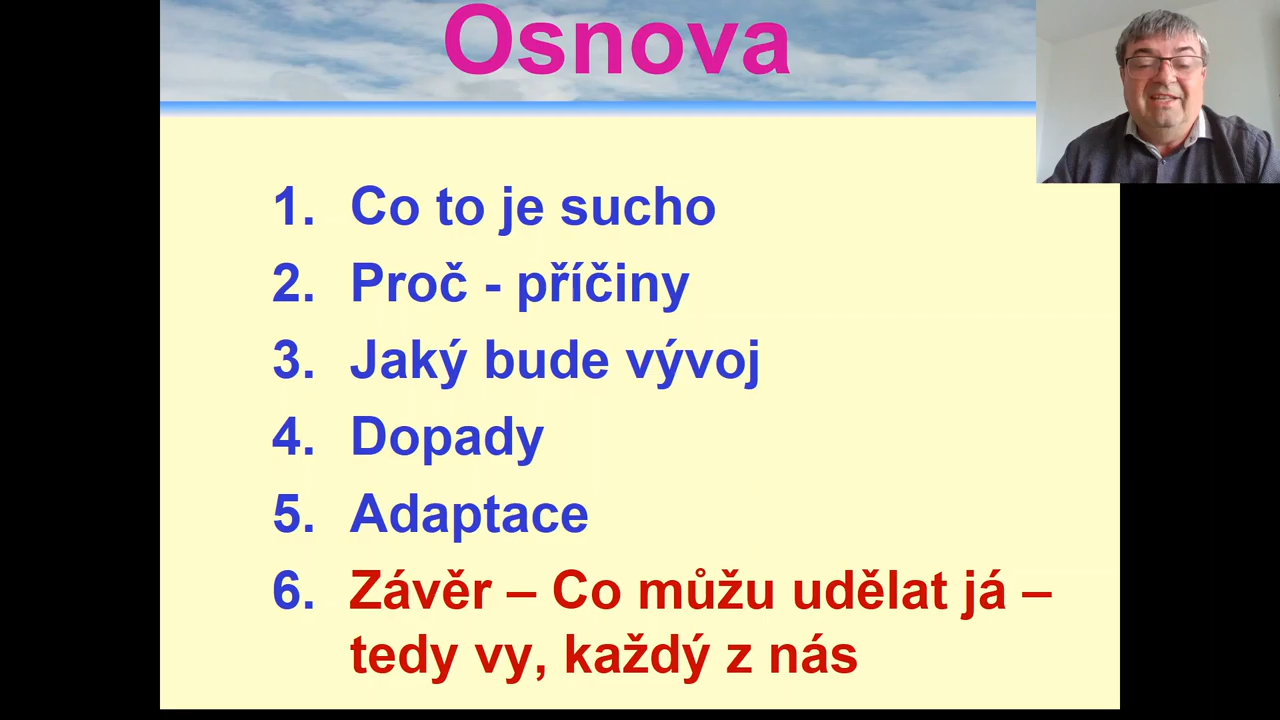 Osnova
1. Co to je sucho
2. Proč - příčiny
3. Jaký bude vývoj
4. Dopady
5. Adaptace
6. Závěr – Co můžu udělat já –
tedy vy, každý z nás